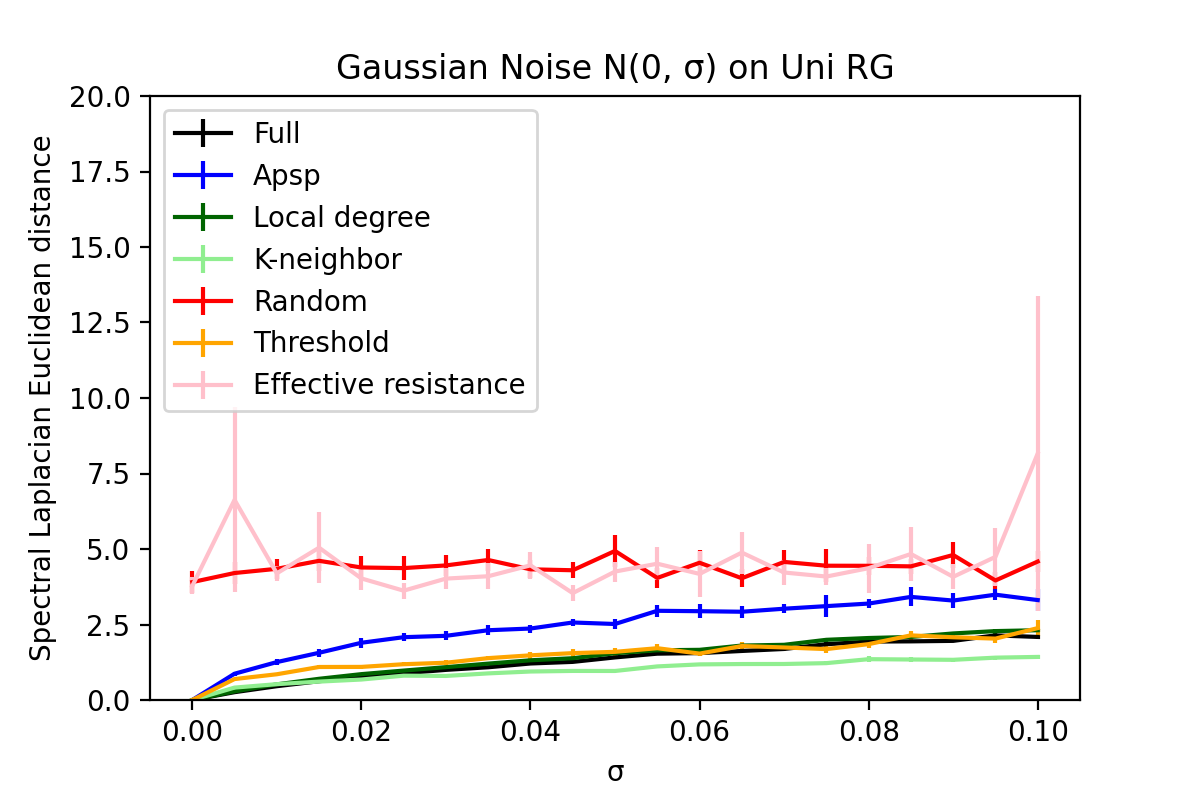 Gaussian Noise N(0, σ) on Uni RG
Spectral Laplacian Euclidean distance
20.0
17.5
15.0
12.5
10.0
7.5
5.0
2.5
0.0
Full
Apsp
Local degree
K-neighbor
Random
Threshold
Effective resistance
0.00 0.02 0.04 0.06 0.08 0.10
σ